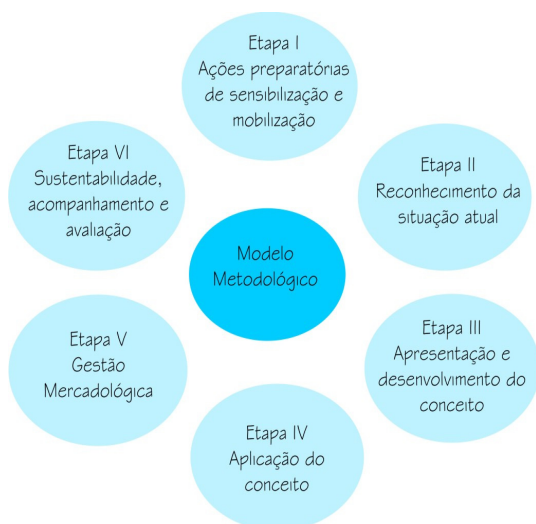 Etapa I
Ações preparatórias
de sensibilização e
mobilização
Etapa II
Reconhecimento da
situação atual
Etapa III
Apresentação e
desenvolvimento do
conceito
Etapa IV
Aplicação do
conceito
Etapa V
Gestão
Mercadológica
Etapa VI
Sustentabilidade,
acompanhamento e
avaliação
Modelo
Metodológico